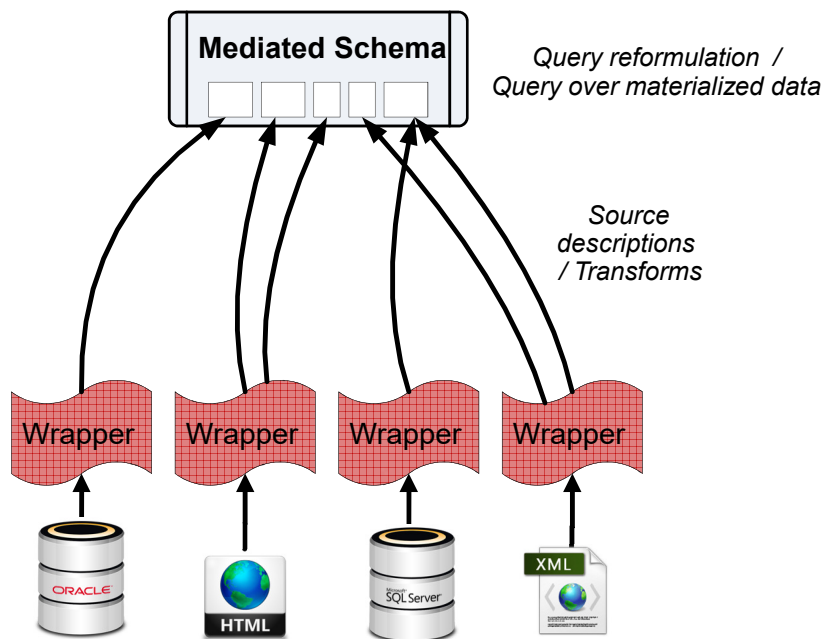 Mediated Schema
Query reformulation /
Query over materialized data
Source
descriptions
/ Transforms
Wrapper
Wrapper
Wrapper
Wrapper
ORACLE
HTML
Microsoft
SQL Server
XML